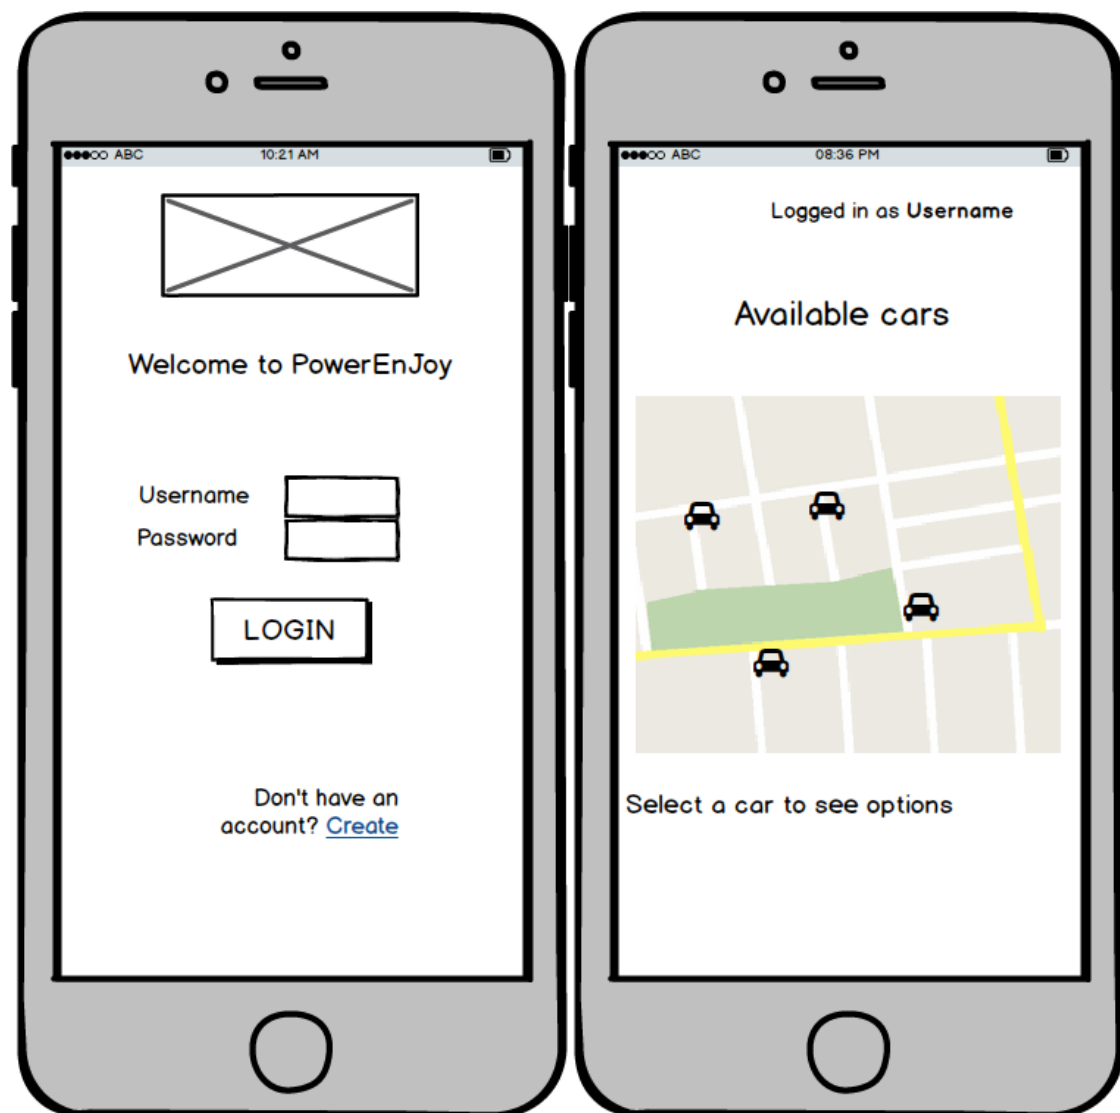 ABC 10:21 AM
Welcome to PowerEnJoy
Username
Password
LOGIN
Don't have an
account? Create
ABC 08:36 PM
Logged in as Username
Available cars
Select a car to see options